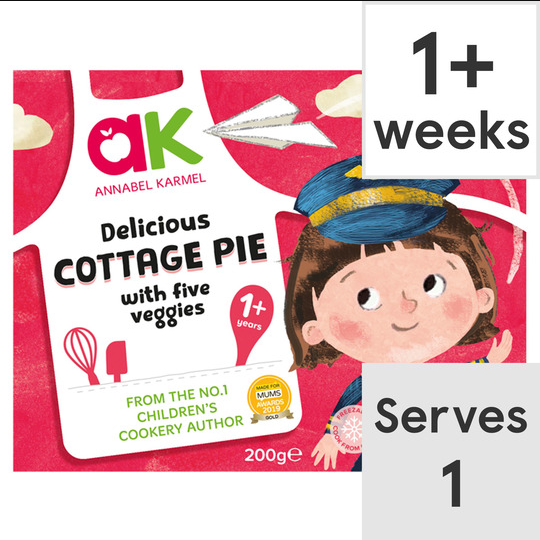 1+
weeks
ak
ANNABEL KARMEL
Delicious
COTTAGE PIE
with five
veggies
1+
years
FROM THE NO.1
CHILDREN'S
COOKERY AUTHOR
MADE FOR
MUMS
AWARDS
2019
GOLD
200g℮
Serves
1